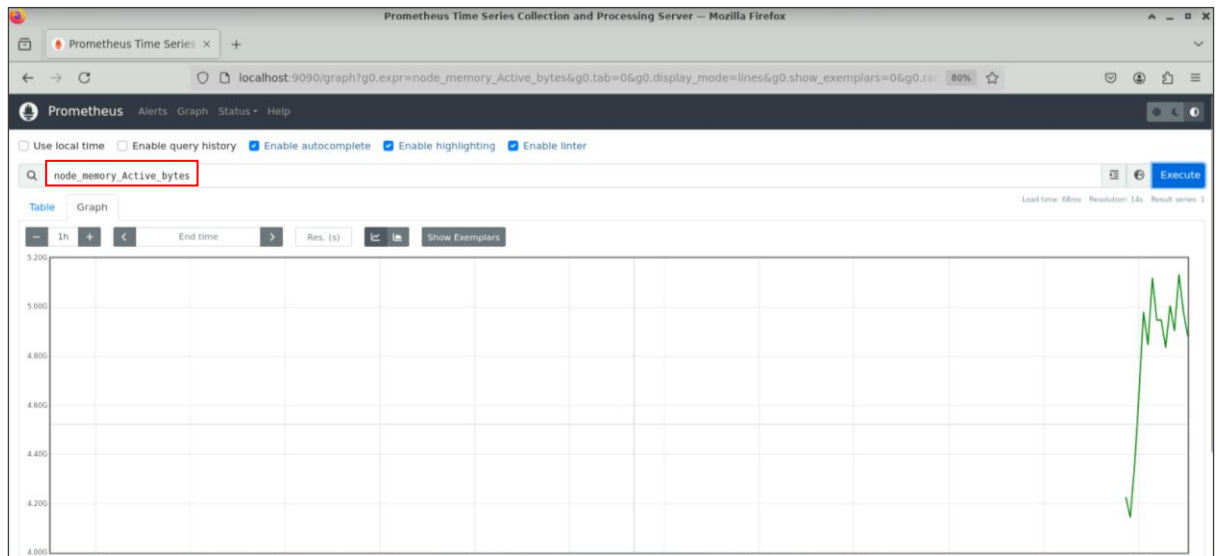 Prometheus Time Series Collection and Processing Server — Mozilla Firefox
Prometheus Time Series × +
localhost:9090/graph?g0.expr=node_memory_Active_bytes&g0.tab=0&g0.display_mode=lines&g0.show_exemplars=0&g0.ran 80%
Prometheus Alerts Graph Status Help
Use local time Enable query history Enable autocomplete Enable highlighting Enable linter
node_memory_Active_bytes Execute
Table Graph Load time: 68ms Resolution: 14s Result series: 1
− 1h + < End time > Res. (s) Show Exemplars
5.20G
5.00G
4.80G
4.60G
4.40G
4.20G
4.00G